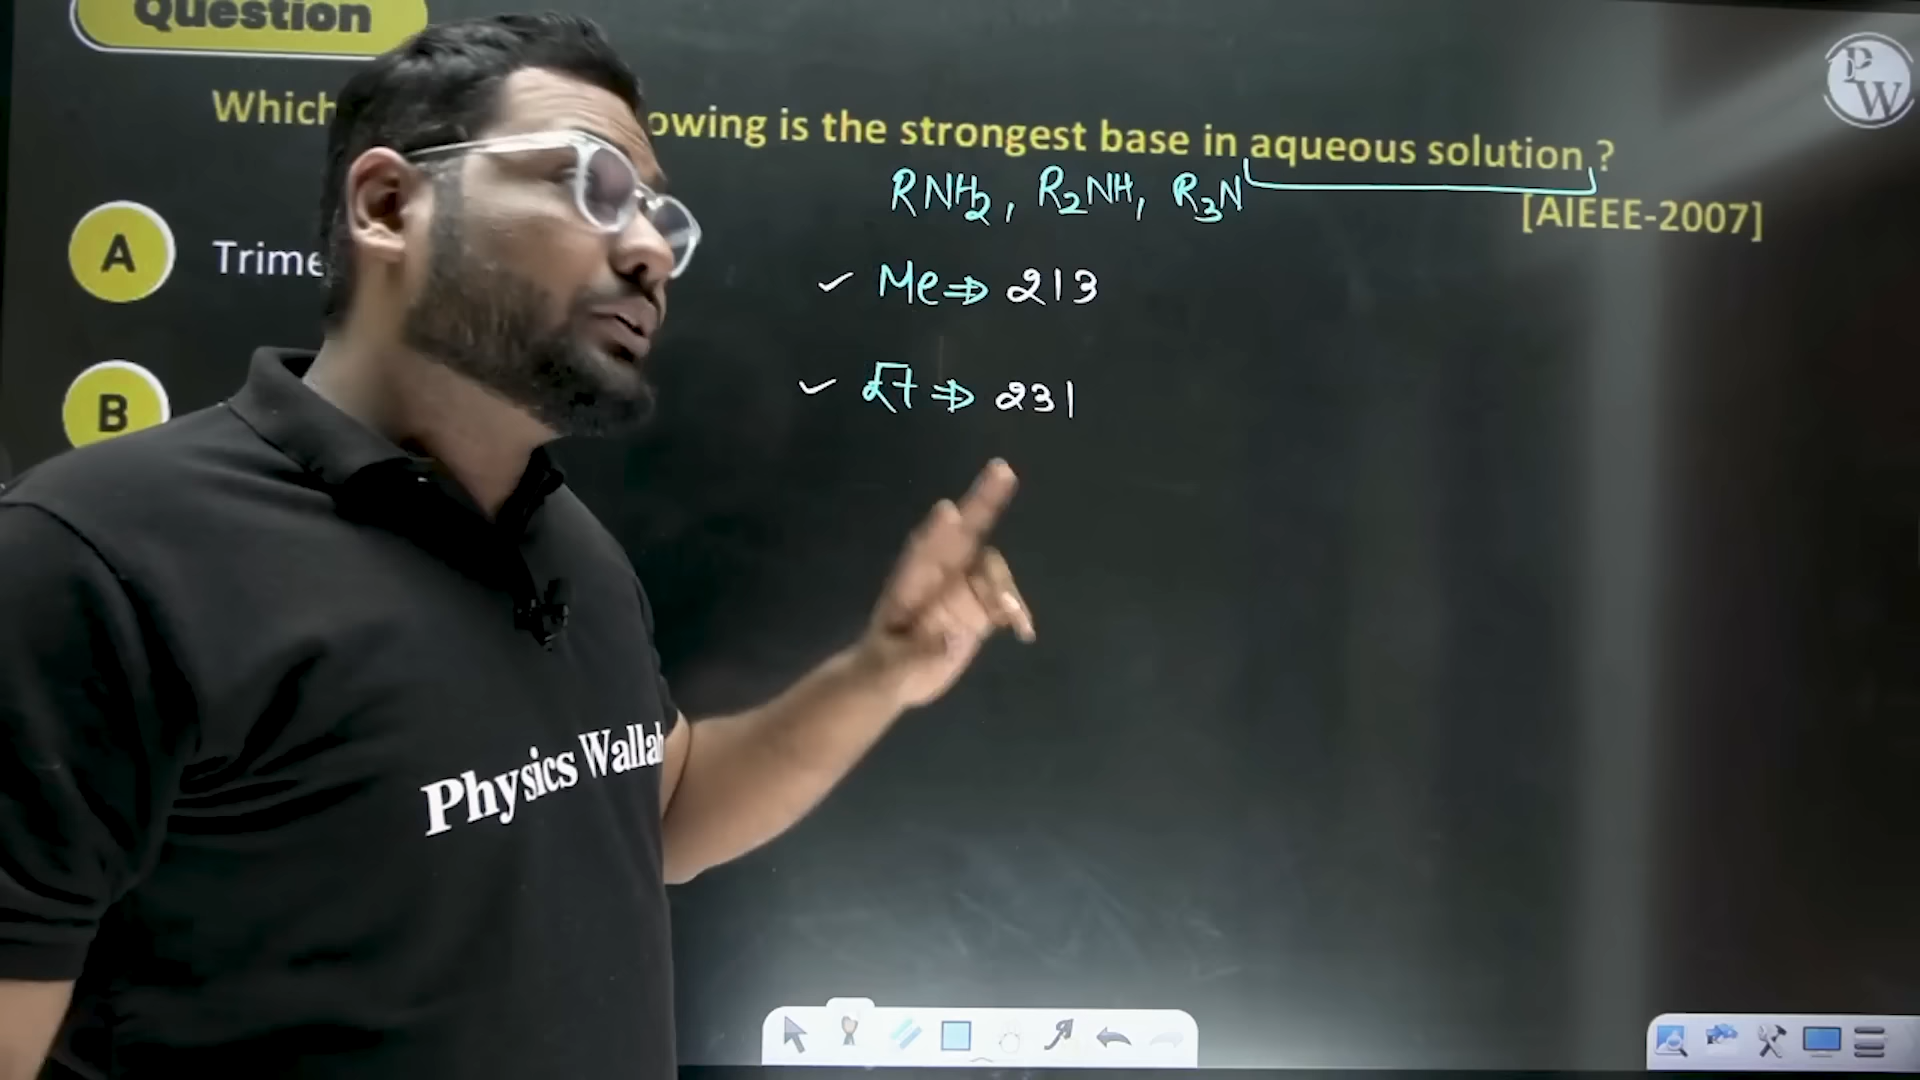 Question
Which owing is the strongest base in aqueous solution ?
[AIEEE-2007]
RNH2, R2NH, R3N
A Trime
Me ⇒ 213
B
Et ⇒ 231
Physics Wallah
PW